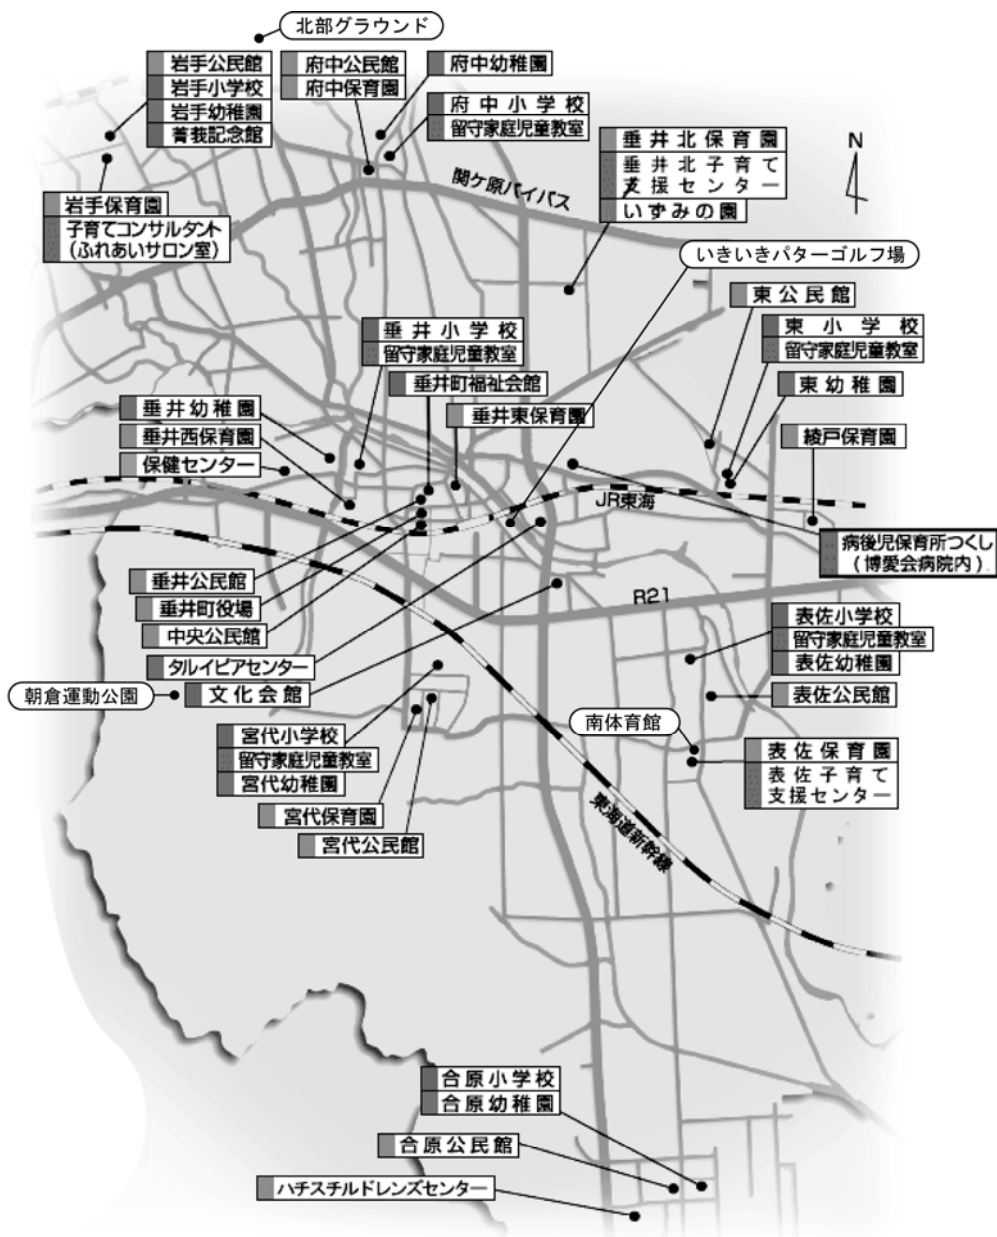 北部グラウンド
岩手公民館
岩手小学校
岩手幼稚園
菁莪記念館
府中公民館
府中保育園
府中幼稚園
府中小学校
留守家庭児童教室
垂井北保育園
垂井北子育て
支援センター
いずみの園
N
関ケ原バイパス
岩手保育園
子育てコンサルタント
(ふれあいサロン室)
いきいきパターゴルフ場
東公民館
東小学校
留守家庭児童教室
東幼稚園
綾戸保育園
垂井小学校
留守家庭児童教室
垂井町福祉会館
垂井東保育園
垂井幼稚園
垂井西保育園
保健センター
JR東海
病後児保育所つくし
(博愛会病院内)
垂井公民館
垂井町役場
中央公民館
タルイピアセンター
文化会館
朝倉運動公園
R21
表佐小学校
留守家庭児童教室
表佐幼稚園
表佐公民館
南体育館
表佐保育園
表佐子育て
支援センター
宮代小学校
留守家庭児童教室
宮代幼稚園
宮代保育園
宮代公民館
東海道新幹線
合原小学校
合原幼稚園
合原公民館
ハチスチルドレンズセンター